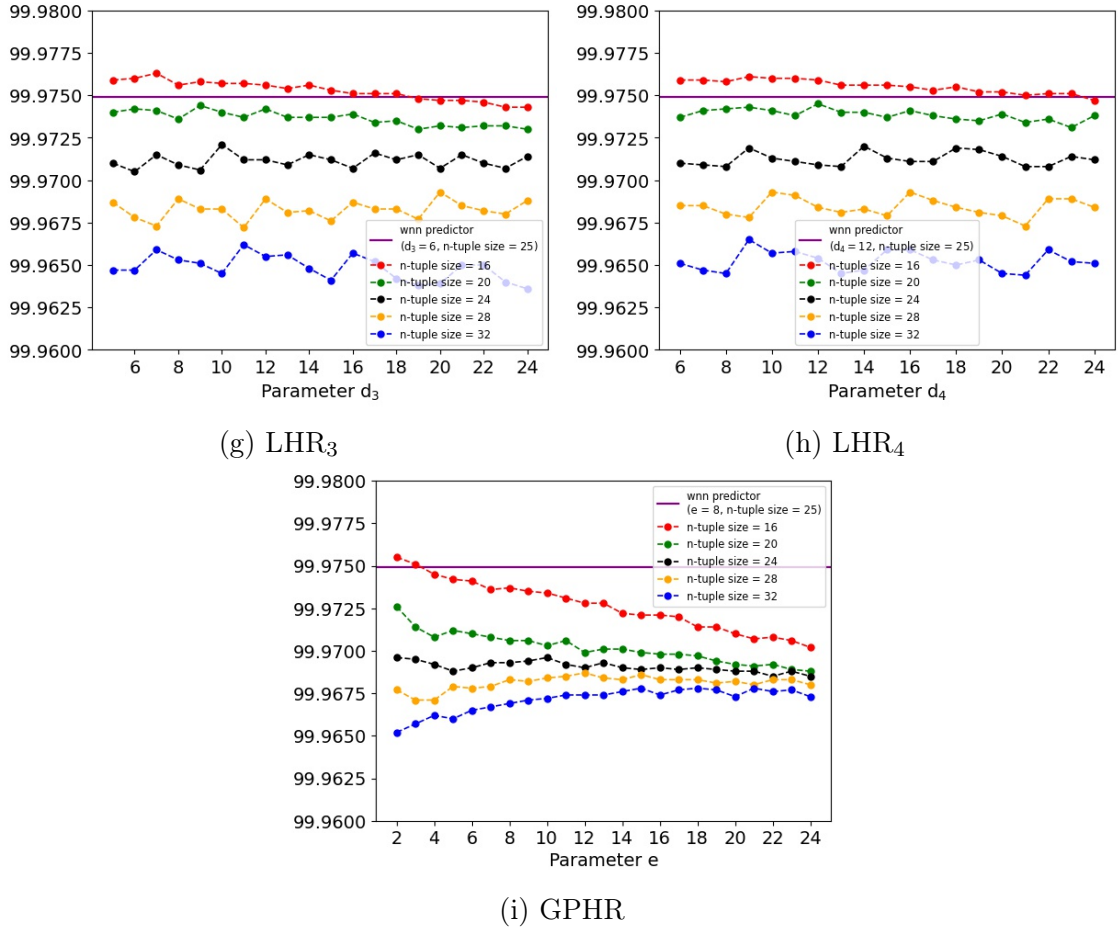 99.9800
99.9775
99.9750
99.9725
99.9700
99.9675
99.9650
99.9625
99.9600
wnn predictor
(d₃ = 6, n-tuple size = 25)
n-tuple size = 16
n-tuple size = 20
n-tuple size = 24
n-tuple size = 28
n-tuple size = 32
6 8 10 12 14 16 18 20 22 24
Parameter d₃
(g) LHR₃
99.9800
99.9775
99.9750
99.9725
99.9700
99.9675
99.9650
99.9625
99.9600
wnn predictor
(d₄ = 12, n-tuple size = 25)
n-tuple size = 16
n-tuple size = 20
n-tuple size = 24
n-tuple size = 28
n-tuple size = 32
6 8 10 12 14 16 18 20 22 24
Parameter d₄
(h) LHR₄
99.9800
99.9775
99.9750
99.9725
99.9700
99.9675
99.9650
99.9625
99.9600
wnn predictor
(e = 8, n-tuple size = 25)
n-tuple size = 16
n-tuple size = 20
n-tuple size = 24
n-tuple size = 28
n-tuple size = 32
2 4 6 8 10 12 14 16 18 20 22 24
Parameter e
(i) GPHR